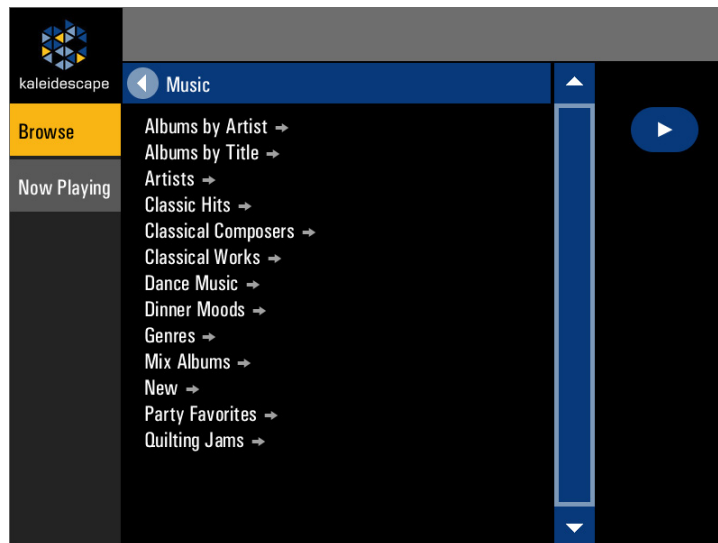 kaleidescape
Music
Browse
Now Playing
Albums by Artist
Albums by Title
Artists
Classic Hits
Classical Composers
Classical Works
Dance Music
Dinner Moods
Genres
Mix Albums
New
Party Favorites
Quilting Jams